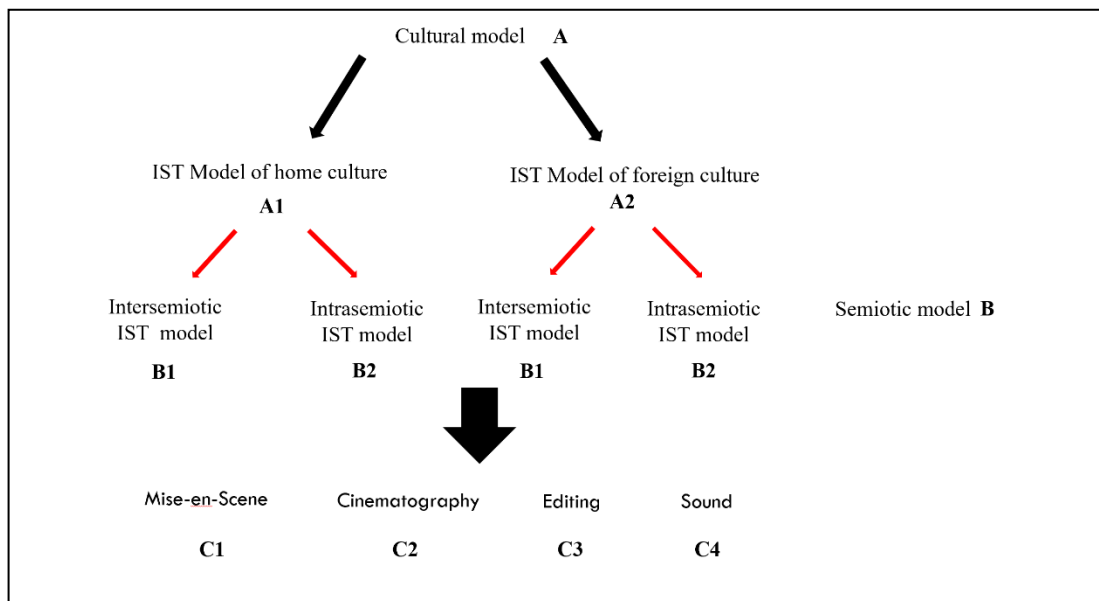 Cultural model A
IST Model of home culture
A1
IST Model of foreign culture
A2
Intersemiotic
IST model
B1
Intrasemiotic
IST model
B2
Intersemiotic
IST model
B1
Intrasemiotic
IST model
B2
Semiotic model B
Mise-en-Scene
C1
Cinematography
C2
Editing
C3
Sound
C4